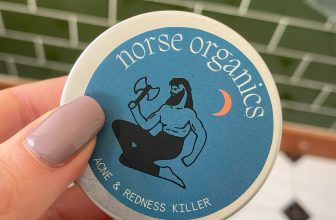 norse organics
ACNE & REDNESS KILLER